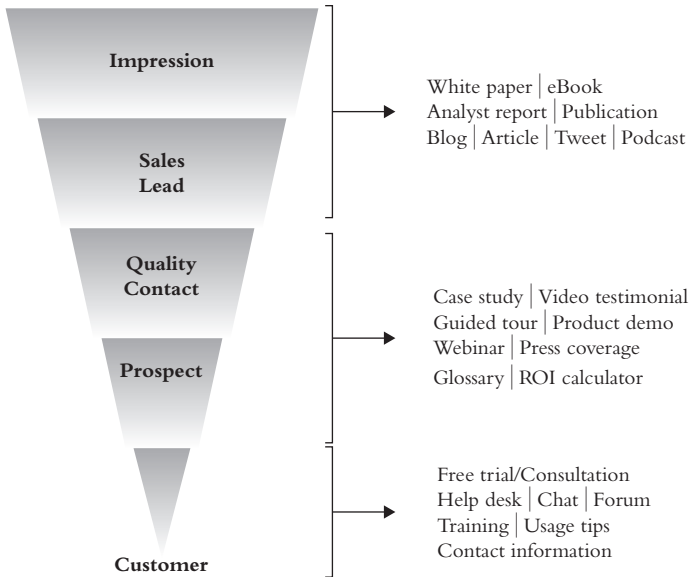 Impression
Sales
Lead
Quality
Contact
Prospect
Customer
White paper | eBook
Analyst report | Publication
Blog | Article | Tweet | Podcast
Case study | Video testimonial
Guided tour | Product demo
Webinar | Press coverage
Glossary | ROI calculator
Free trial/Consultation
Help desk | Chat | Forum
Training | Usage tips
Contact information